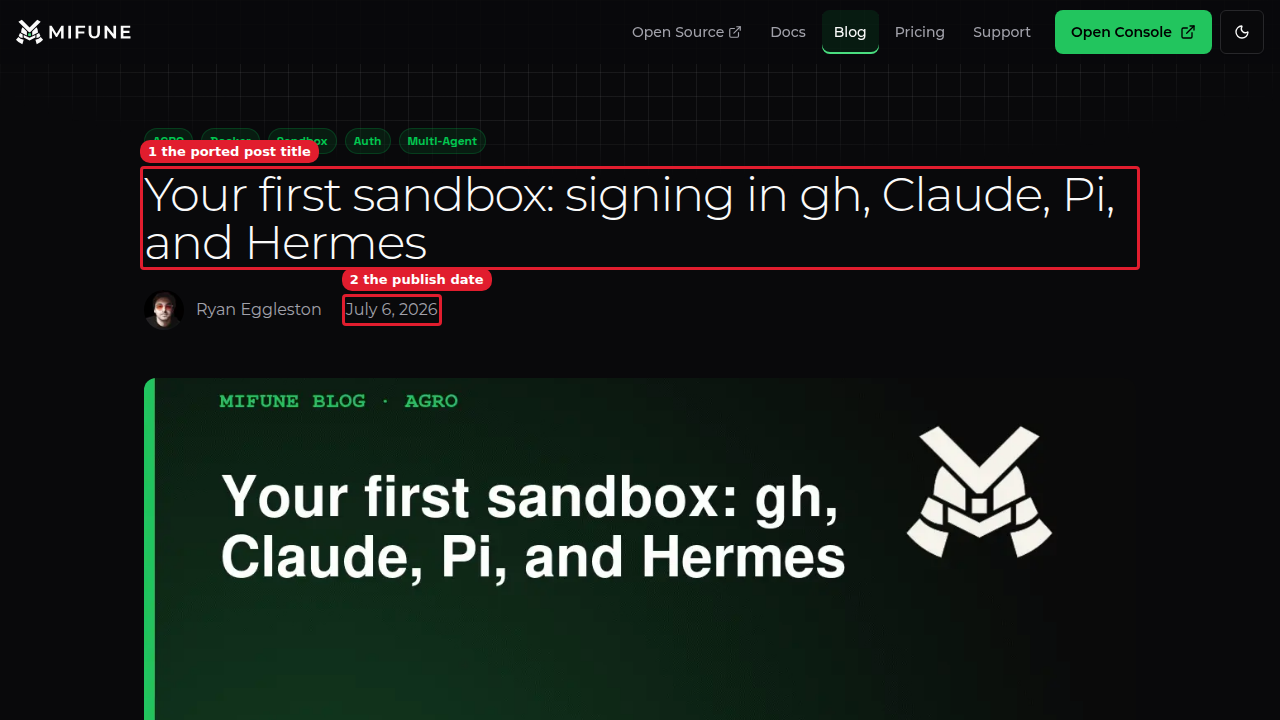 MIFUNE
Open Source
Docs
Blog
Pricing
Support
Open Console
Auth
Multi-Agent
1 the ported post title
Your first sandbox: signing in gh, Claude, Pi,
and Hermes
2 the publish date
Ryan Eggleston
July 6, 2026
MIFUNE BLOG · AGRO
Your first sandbox: gh,
Claude, Pi, and Hermes